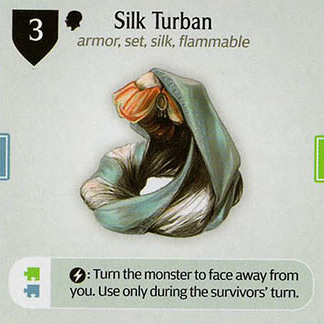 3
Silk Turban
armor, set, silk, flammable
: Turn the monster to face away from
you. Use only during the survivors' turn.